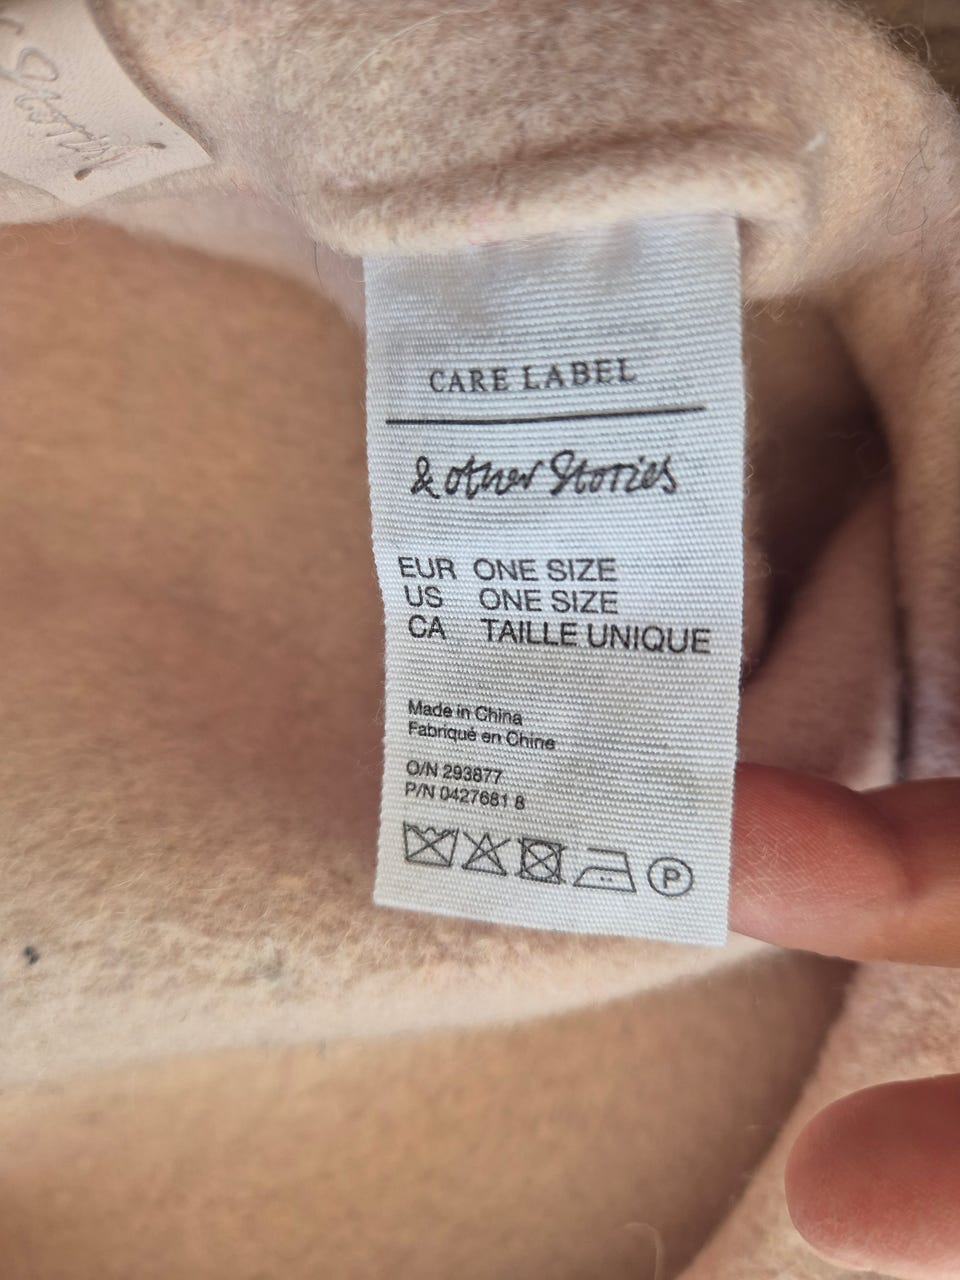 Stories
CARE LABEL
& other Stories
EUR ONE SIZE
US ONE SIZE
CA TAILLE UNIQUE
Made in China
Fabriqué en Chine
O/N 293877
P/N 0427681 8
P